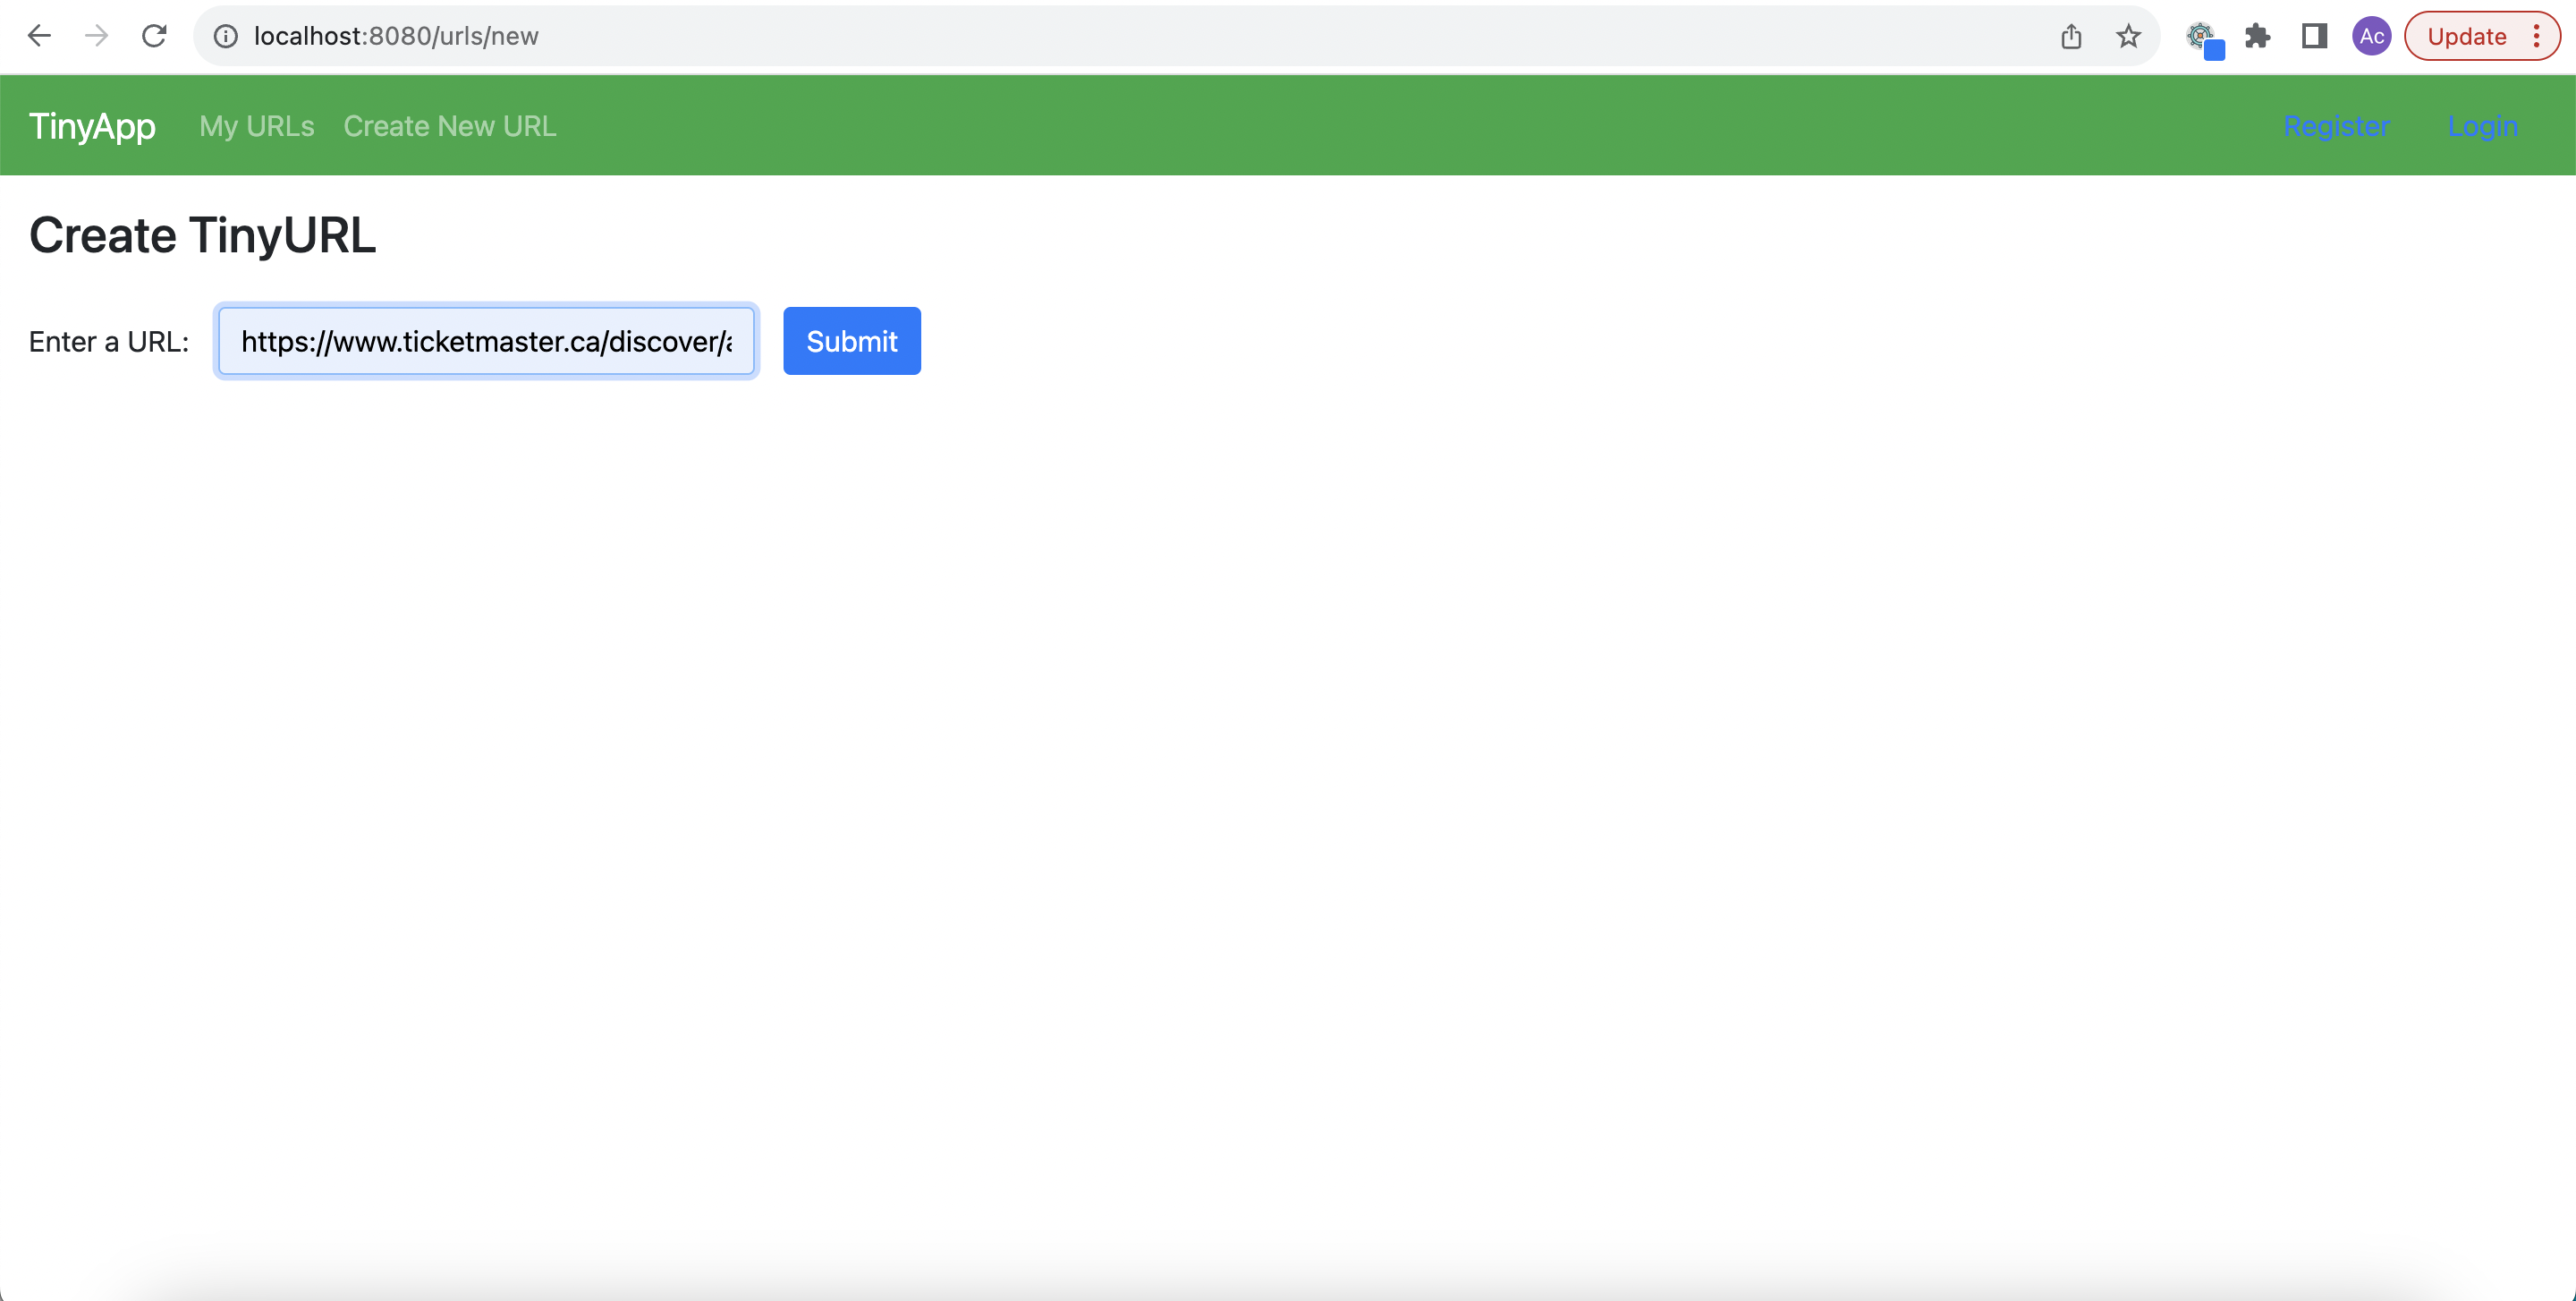 localhost:8080/urls/new
Ac
Update
TinyApp My URLs Create New URL Register Login
Create TinyURL
Enter a URL: https://www.ticketmaster.ca/discover/a Submit